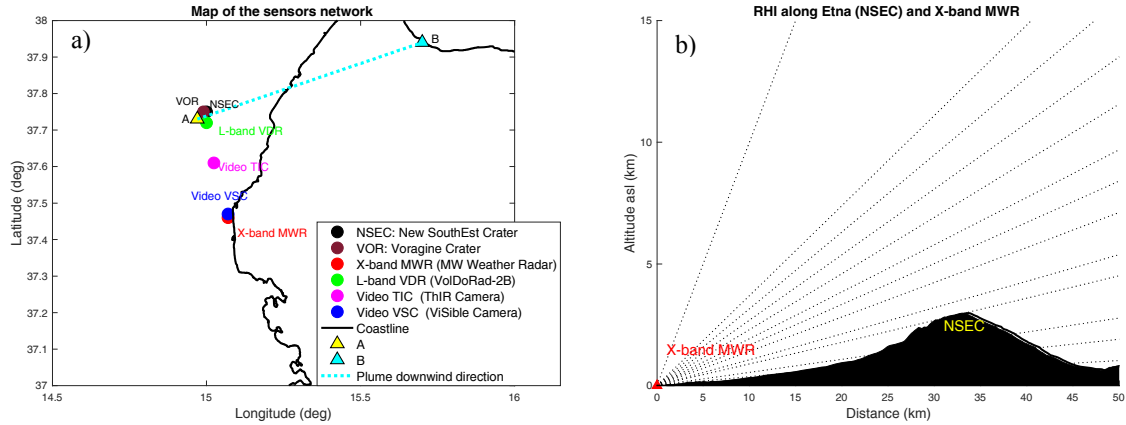 Map of the sensors network
a)
38
37.9
37.8
37.7
37.6
37.5
37.4
37.3
37.2
37.1
37
Latitude (deg)
B
VOR
NSEC
A
L-band VDR
Video TIC
Video VSC
X-band MWR
NSEC: New SouthEst Crater
VOR: Voragine Crater
X-band MWR (MW Weather Radar)
L-band VDR (VolDoRad-2B)
Video TIC (ThIR Camera)
Video VSC (ViSible Camera)
Coastline
A
B
Plume downwind direction
14.5 15 15.5 16
Longitude (deg)
RHI along Etna (NSEC) and X-band MWR
b)
15
10
5
0
Altitude asl (km)
X-band MWR
NSEC
0 5 10 15 20 25 30 35 40 45 50
Distance (km)